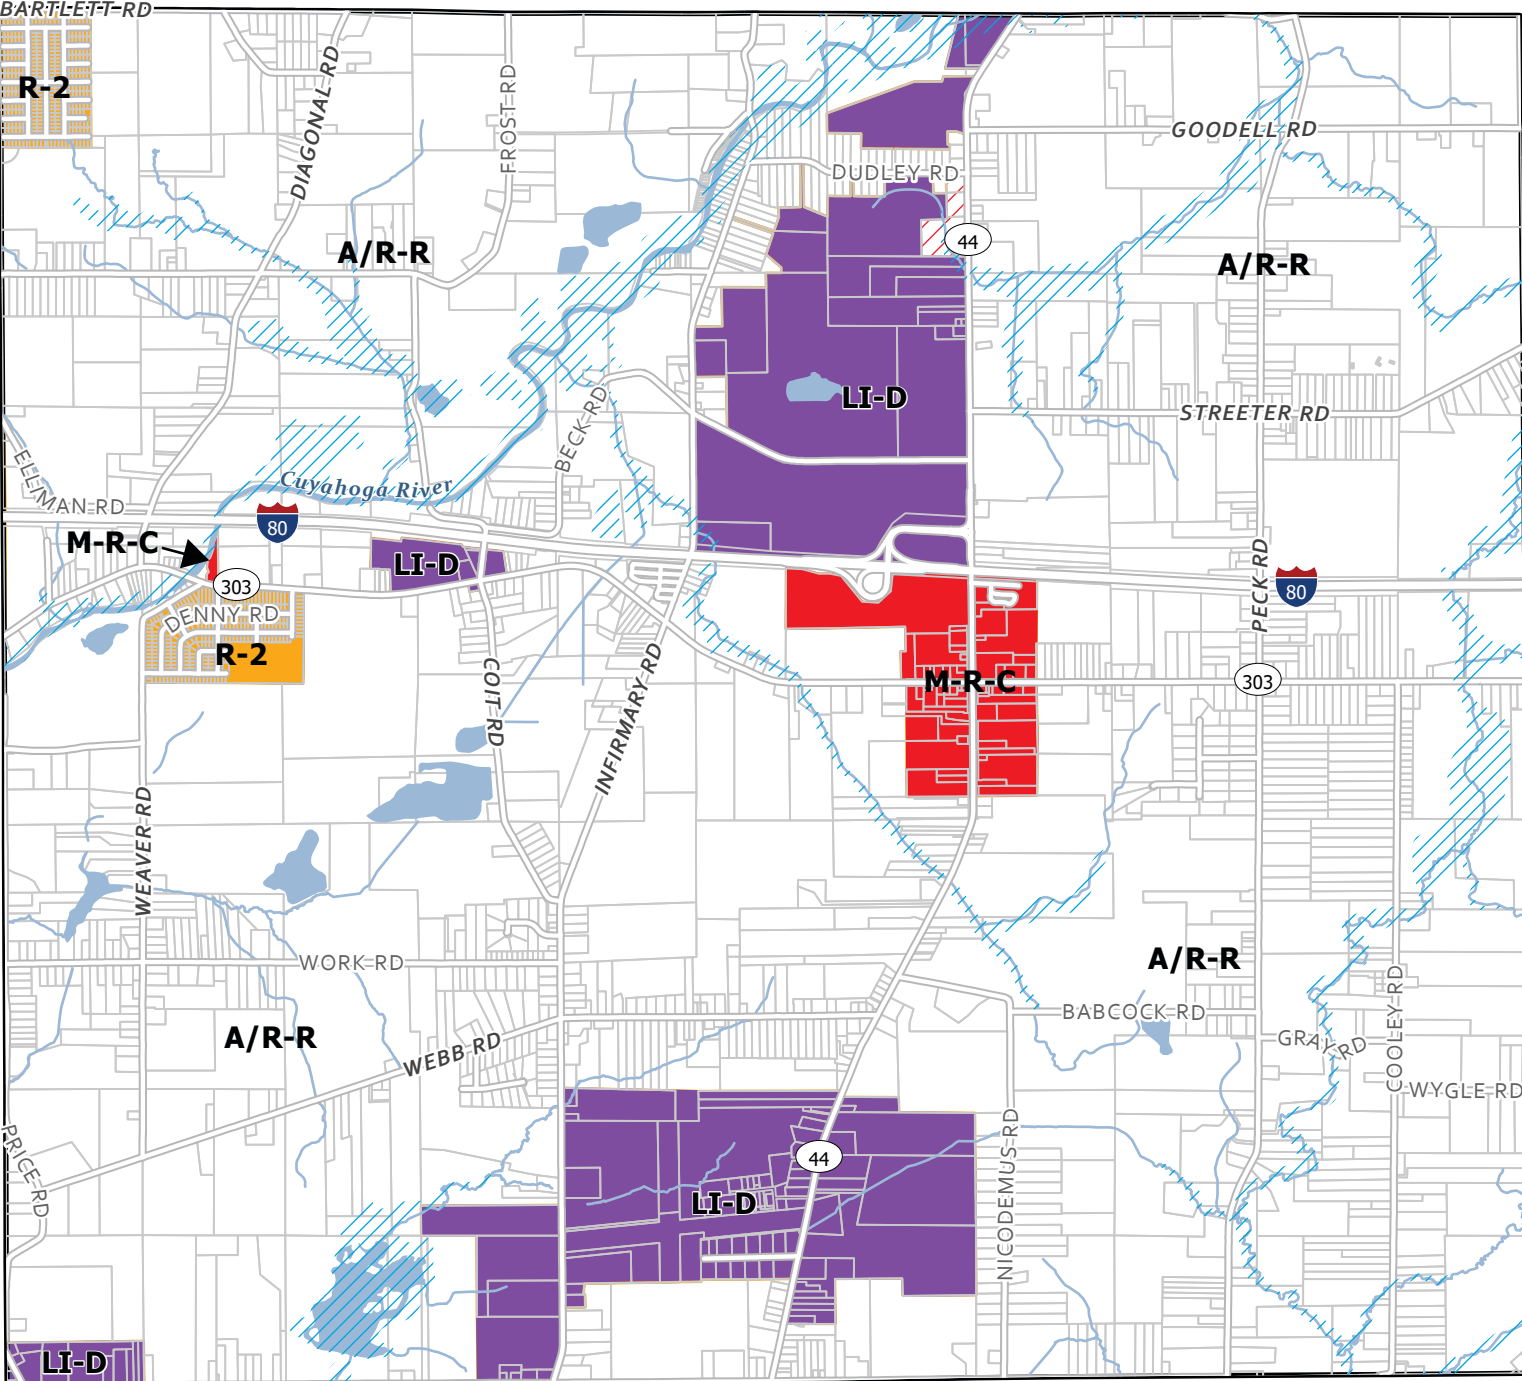 BARTLETT RD
R-2
DIAGONAL RD
FROST RD
GOODELL RD
DUDLEY RD
A/R-R
44
A/R-R
LI-D
BECK RD
STREETER RD
ELLMAN RD
Cuyahoga River
80
M-R-C
LI-D
303
PECK RD
80
DENNY RD
R-2
COIT RD
INFIRMARY RD
M-R-C
303
WEAVER RD
WORK RD
A/R-R
COOLEY RD
BABCOCK RD
A/R-R
WEBB RD
GRAY RD
WYGLE RD
PRICE RD
NICODEMUS RD
44
LI-D
LI-D